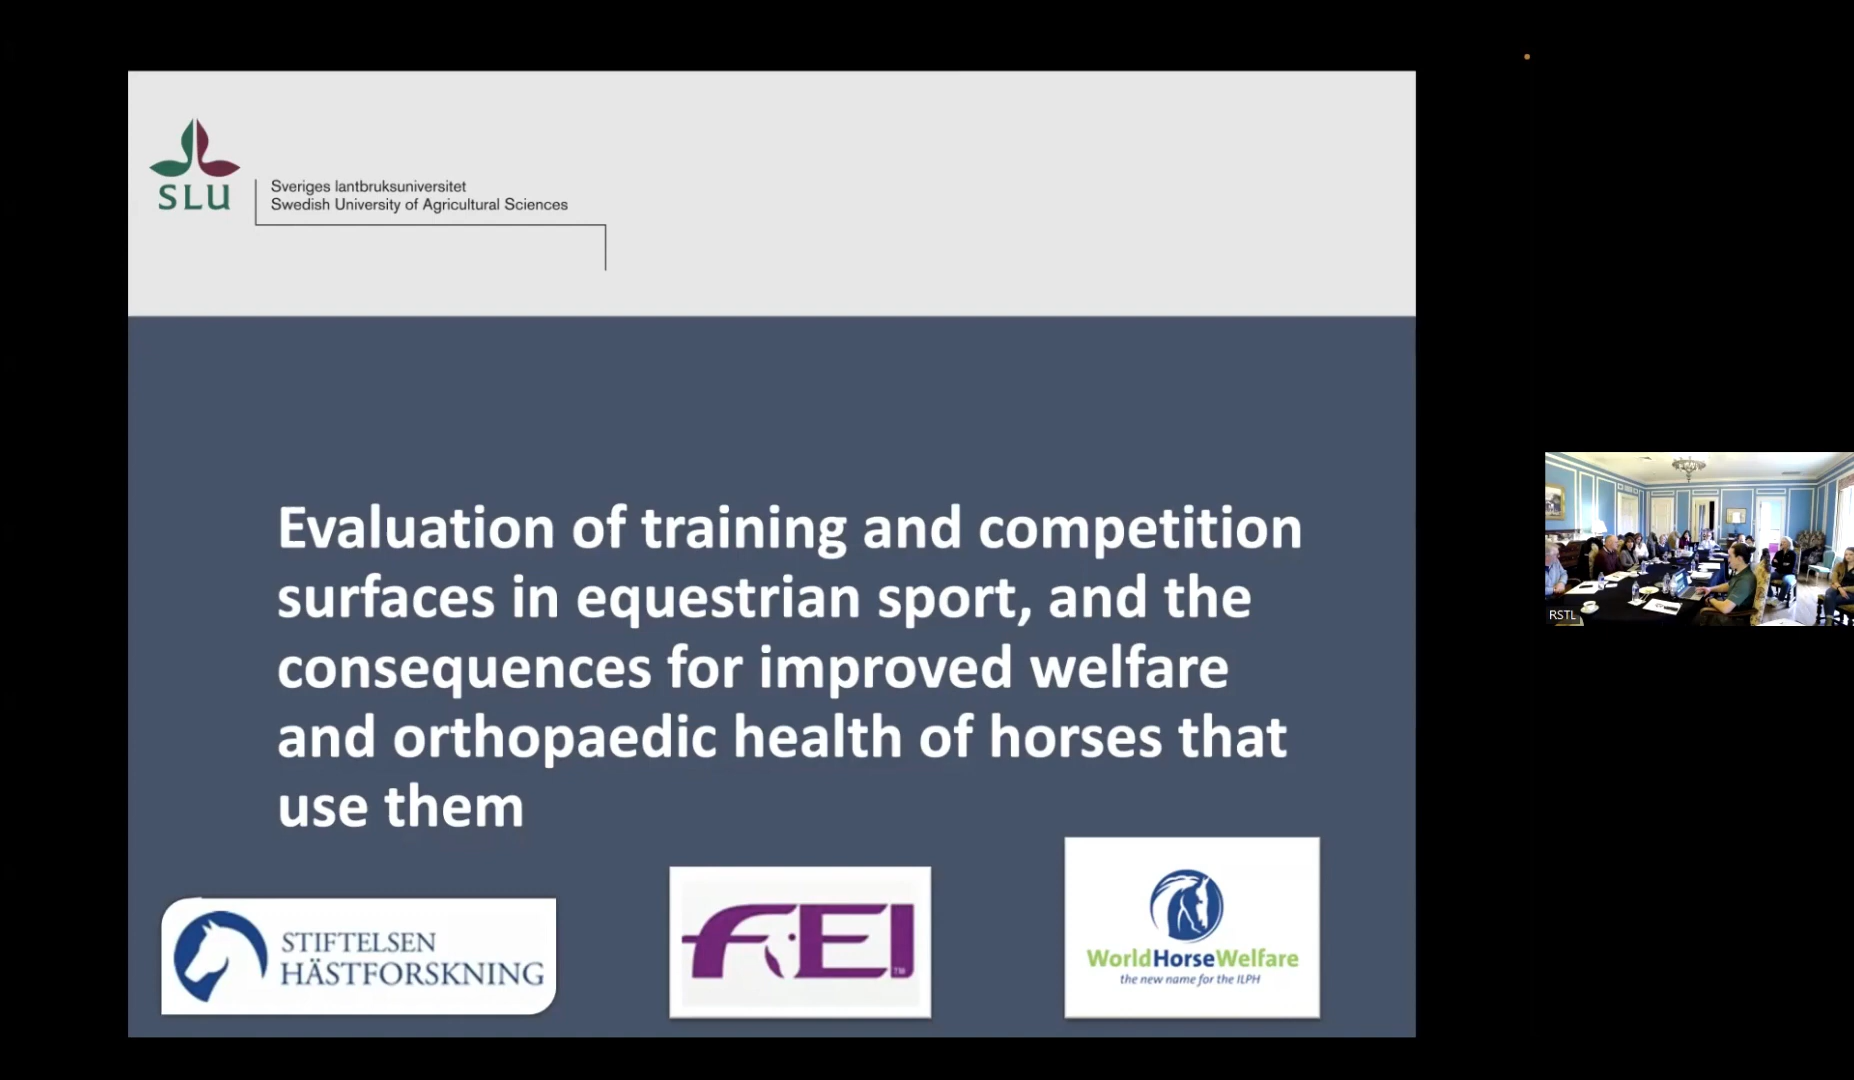 SLU
Sveriges lantbruksuniversitet
Swedish University of Agricultural Sciences
Evaluation of training and competition
surfaces in equestrian sport, and the
consequences for improved welfare
and orthopaedic health of horses that
use them
STIFTELSEN
HÄSTFORSKNING
FEI™
WorldHorseWelfare
the new name for the ILPH
RSTL